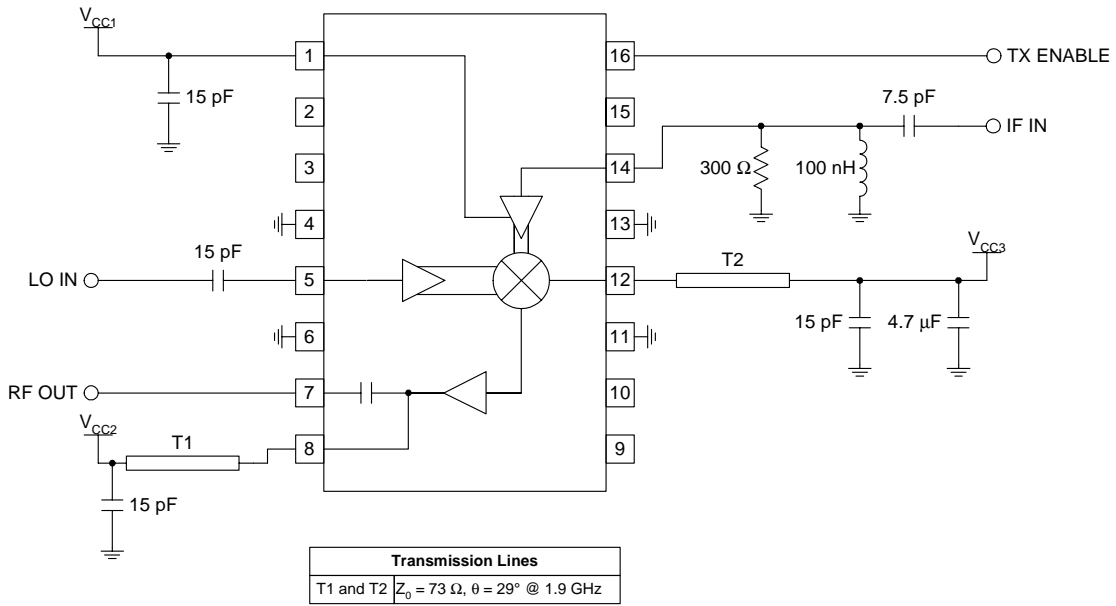 VCC1
1
16
TX ENABLE
15 pF
2
15
7.5 pF
IF IN
3
14
300 Ω
100 nH
4
13
15 pF
T2
VCC3
LO IN
5
12
6
11
15 pF
4.7 μF
RF OUT
7
10
VCC2
T1
8
9
15 pF
Transmission Lines
T1 and T2 Z0 = 73 Ω, θ = 29° @ 1.9 GHz